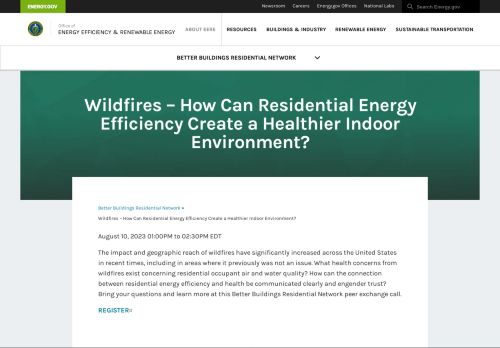 ENERGY.GOV
Newsroom Careers Energy.gov Offices National Labs Search Energy.gov
Office of
ENERGY EFFICIENCY & RENEWABLE ENERGY
ABOUT EERE RESOURCES BUILDINGS & INDUSTRY RENEWABLE ENERGY SUSTAINABLE TRANSPORTATION
BETTER BUILDINGS RESIDENTIAL NETWORK
Wildfires – How Can Residential Energy
Efficiency Create a Healthier Indoor
Environment?
Better Buildings Residential Network »
Wildfires – How Can Residential Energy Efficiency Create a Healthier Indoor Environment?
August 10, 2023 01:00PM to 02:30PM EDT
The impact and geographic reach of wildfires have significantly increased across the United States
in recent times, including in areas where it previously was not an issue. What health concerns from
wildfires exist concerning residential occupant air and water quality? How can the connection
between residential energy efficiency and health be communicated clearly and engender trust?
Bring your questions and learn more at this Better Buildings Residential Network peer exchange call.
REGISTER